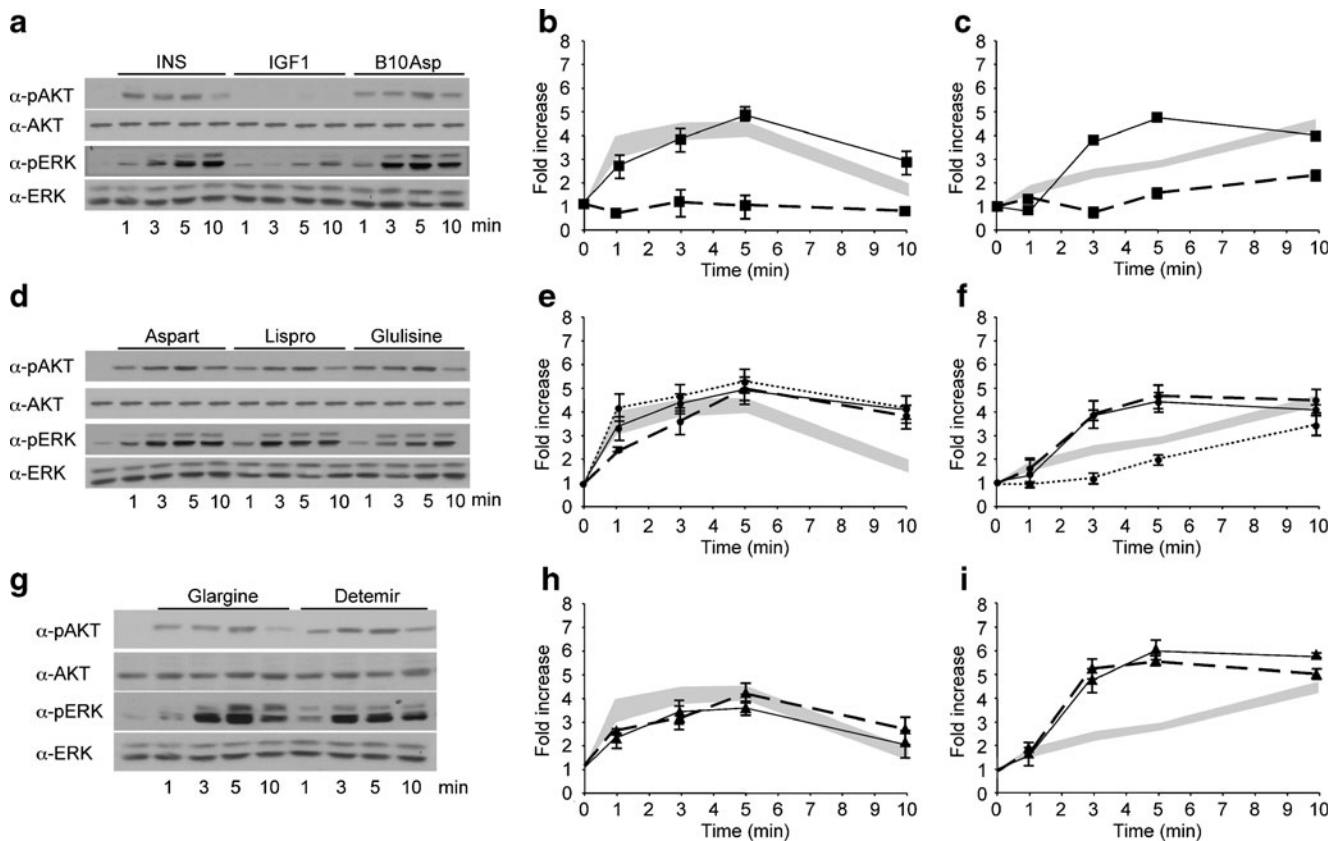 a
INS IGF1 B10Asp
α-pAKT
α-AKT
α-pERK
α-ERK
1 3 5 10 1 3 5 10 1 3 5 10 min
b
Fold increase
8
7
6
5
4
3
2
1
0
0 1 2 3 4 5 6 7 8 9 10
Time (min)
c
Fold increase
8
7
6
5
4
3
2
1
0
0 1 2 3 4 5 6 7 8 9 10
Time (min)
d
Aspart Lispro Glulisine
α-pAKT
α-AKT
α-pERK
α-ERK
1 3 5 10 1 3 5 10 1 3 5 10 min
e
Fold increase
8
7
6
5
4
3
2
1
0
0 1 2 3 4 5 6 7 8 9 10
Time (min)
f
Fold increase
8
7
6
5
4
3
2
1
0
0 1 2 3 4 5 6 7 8 9 10
Time (min)
g
Glargine Detemir
α-pAKT
α-AKT
α-pERK
α-ERK
1 3 5 10 1 3 5 10 min
h
Fold increase
8
7
6
5
4
3
2
1
0
0 1 2 3 4 5 6 7 8 9 10
Time (min)
i
Fold increase
8
7
6
5
4
3
2
1
0
0 1 2 3 4 5 6 7 8 9 10
Time (min)